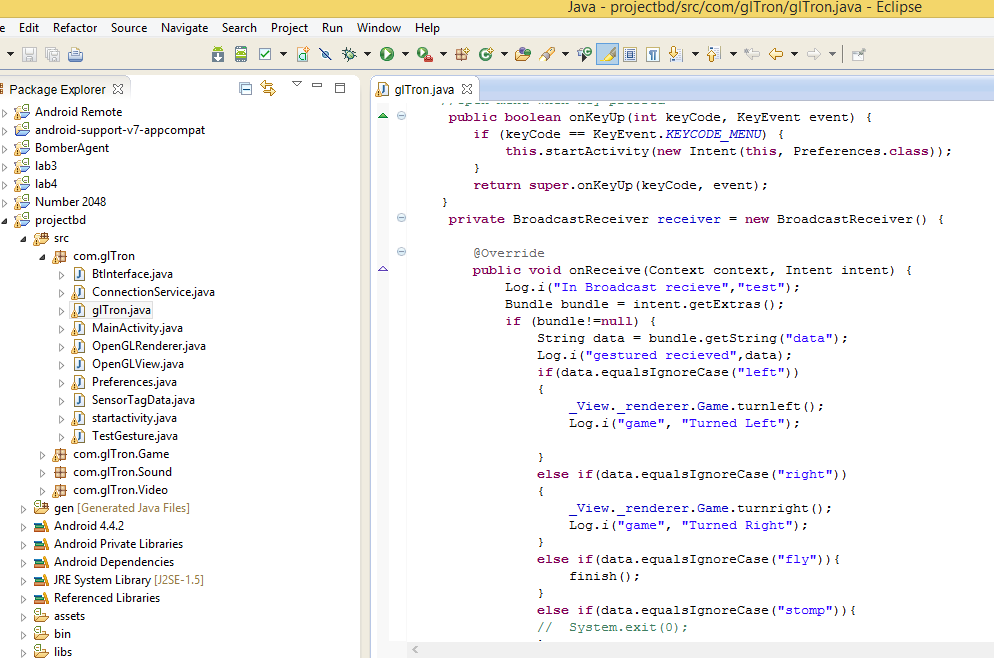 Java - projectbd/src/com/glTron/glTron.java - Eclipse
e Edit Refactor Source Navigate Search Project Run Window Help
Package Explorer
Android Remote
android-support-v7-appcompat
BomberAgent
lab3
lab4
Number 2048
projectbd
src
com.glTron
BtInterface.java
ConnectionService.java
glTron.java
MainActivity.java
OpenGLRenderer.java
OpenGLView.java
Preferences.java
SensorTagData.java
startactivity.java
TestGesture.java
com.glTron.Game
com.glTron.Sound
com.glTron.Video
gen [Generated Java Files]
Android 4.4.2
Android Private Libraries
Android Dependencies
JRE System Library [J2SE-1.5]
Referenced Libraries
assets
bin
libs
glTron.java
public boolean onKeyUp(int keyCode, KeyEvent event) {
if (keyCode == KeyEvent.KEYCODE_MENU) {
this.startActivity(new Intent(this, Preferences.class));
}
return super.onKeyUp(keyCode, event);
}
private BroadcastReceiver receiver = new BroadcastReceiver() {
@Override
public void onReceive(Context context, Intent intent) {
Log.i("In Broadcast recieve","test");
Bundle bundle = intent.getExtras();
if (bundle!=null) {
String data = bundle.getString("data");
Log.i("gestured recieved",data);
if(data.equalsIgnoreCase("left"))
{
_View._renderer.Game.turnleft();
Log.i("game", "Turned Left");
}
else if(data.equalsIgnoreCase("right"))
{
_View._renderer.Game.turnright();
Log.i("game", "Turned Right");
}
else if(data.equalsIgnoreCase("fly")){
finish();
}
else if(data.equalsIgnoreCase("stomp")){
// System.exit(0);